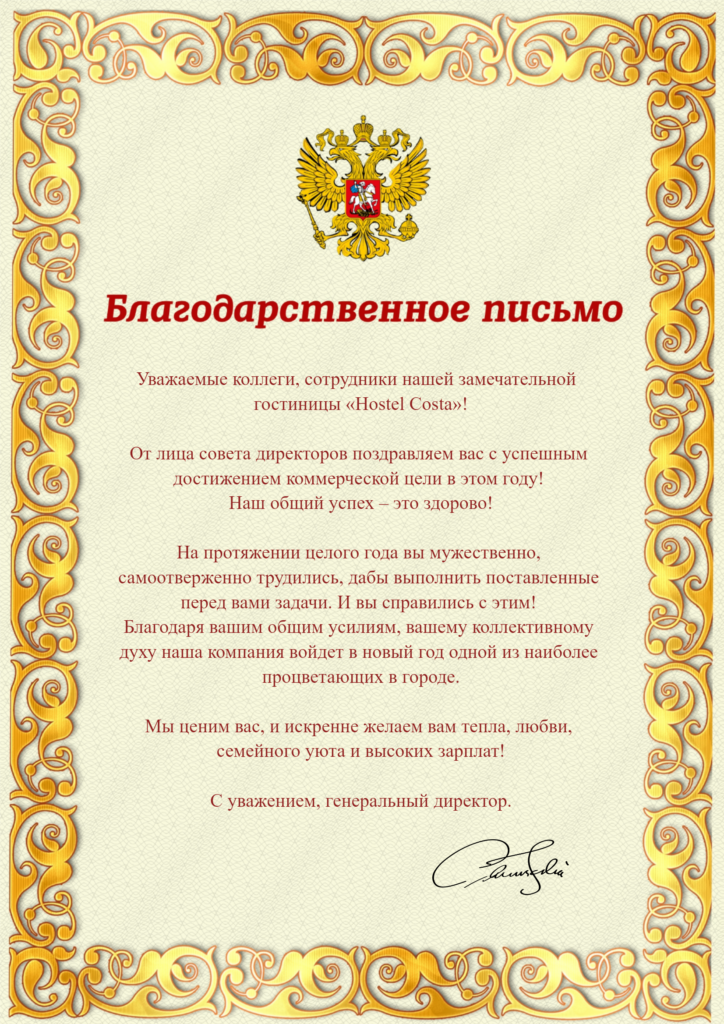 Благодарственное письмо
Уважаемые коллеги, сотрудники нашей замечательной
гостиницы «Hostel Costa»!
От лица совета директоров поздравляем вас с успешным
достижением коммерческой цели в этом году!
Наш общий успех – это здорово!
На протяжении целого года вы мужественно,
самоотверженно трудились, дабы выполнить поставленные
перед вами задачи. И вы справились с этим!
Благодаря вашим общим усилиям, вашему коллективному
духу наша компания войдет в новый год одной из наиболее
процветающих в городе.
Мы ценим вас, и искренне желаем вам тепла, любви,
семейного уюта и высоких зарплат!
С уважением, генеральный директор.